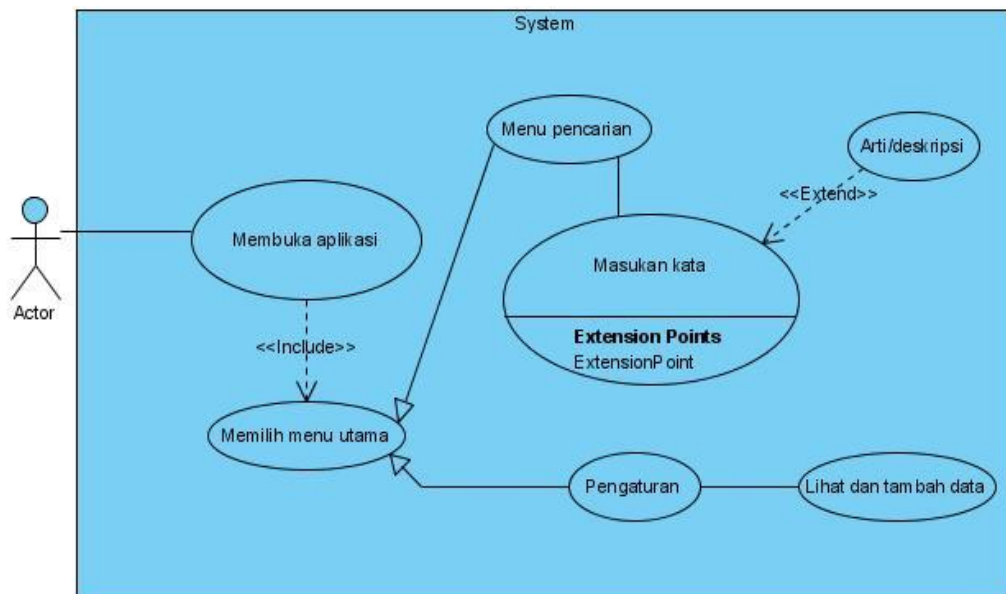 System
Menu pencarian
Arti/deskripsi
<<Extend>>
Membuka aplikasi
Masukan kata
Actor
Extension Points
ExtensionPoint
<<Include>>
Memilih menu utama
Pengaturan
Lihat dan tambah data